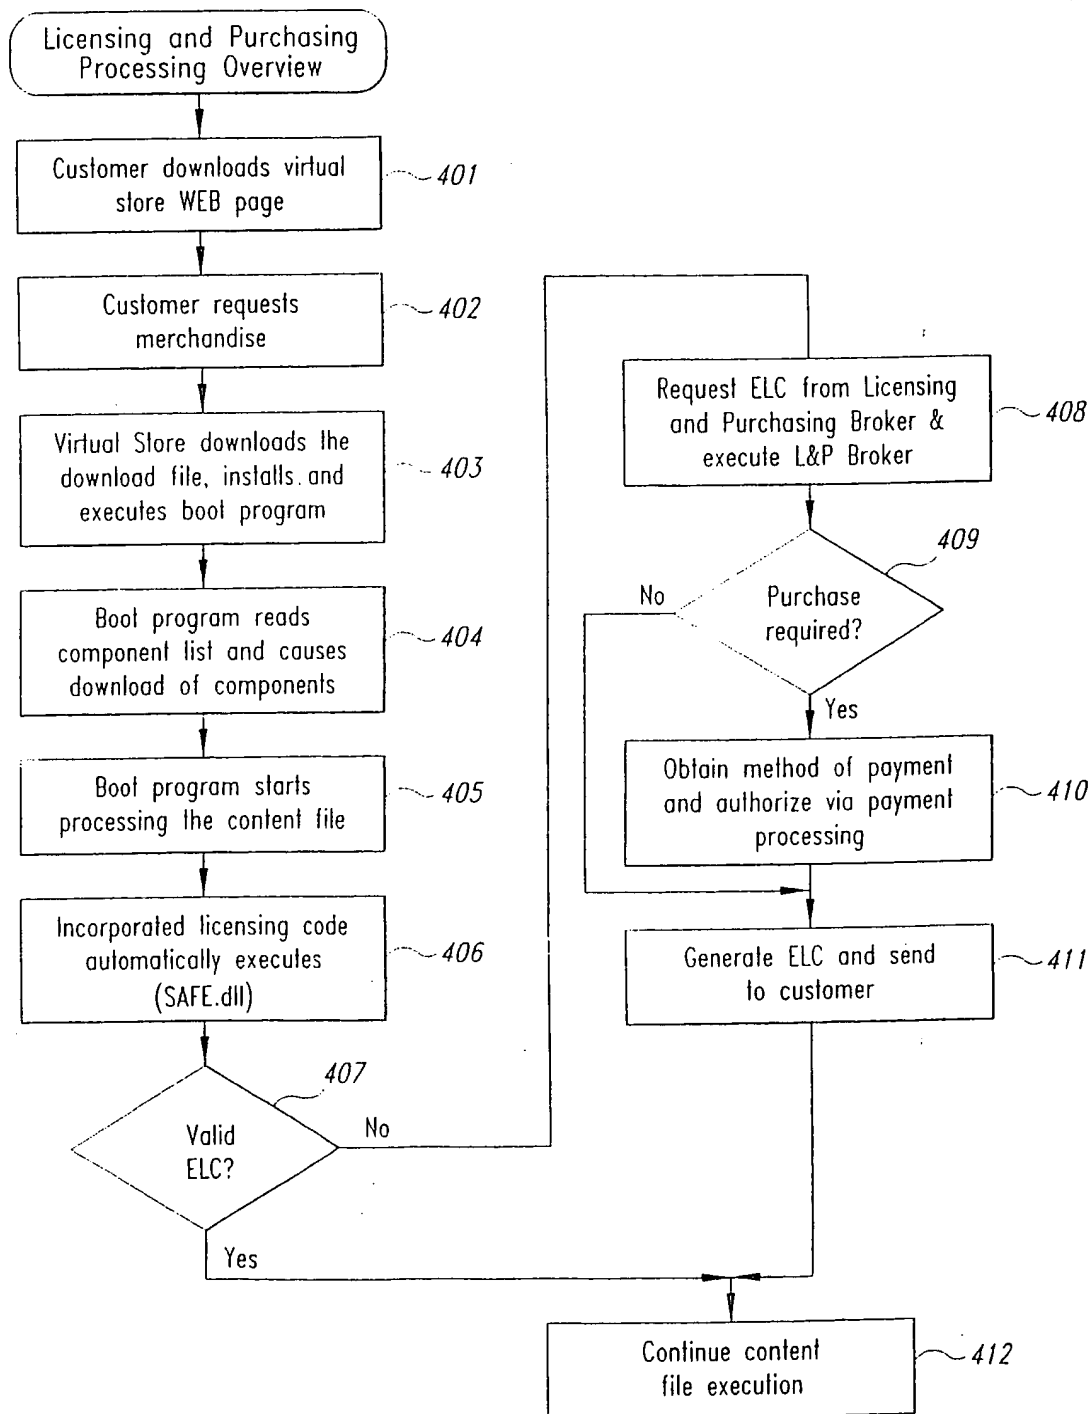 Licensing and Purchasing
Processing Overview
Customer downloads virtual
store WEB page
401
Customer requests
merchandise
402
Virtual Store downloads the
download file, installs and
executes boot program
403
Boot program reads
component list and causes
download of components
404
Boot program starts
processing the content file
405
Incorporated licensing code
automatically executes
(SAFE.dll)
406
Valid
ELC?
407
No
Yes
Request ELC from Licensing
and Purchasing Broker &
execute L&P Broker
408
Purchase
required?
409
No
Yes
Obtain method of payment
and authorize via payment
processing
410
Generate ELC and send
to customer
411
Continue content
file execution
412